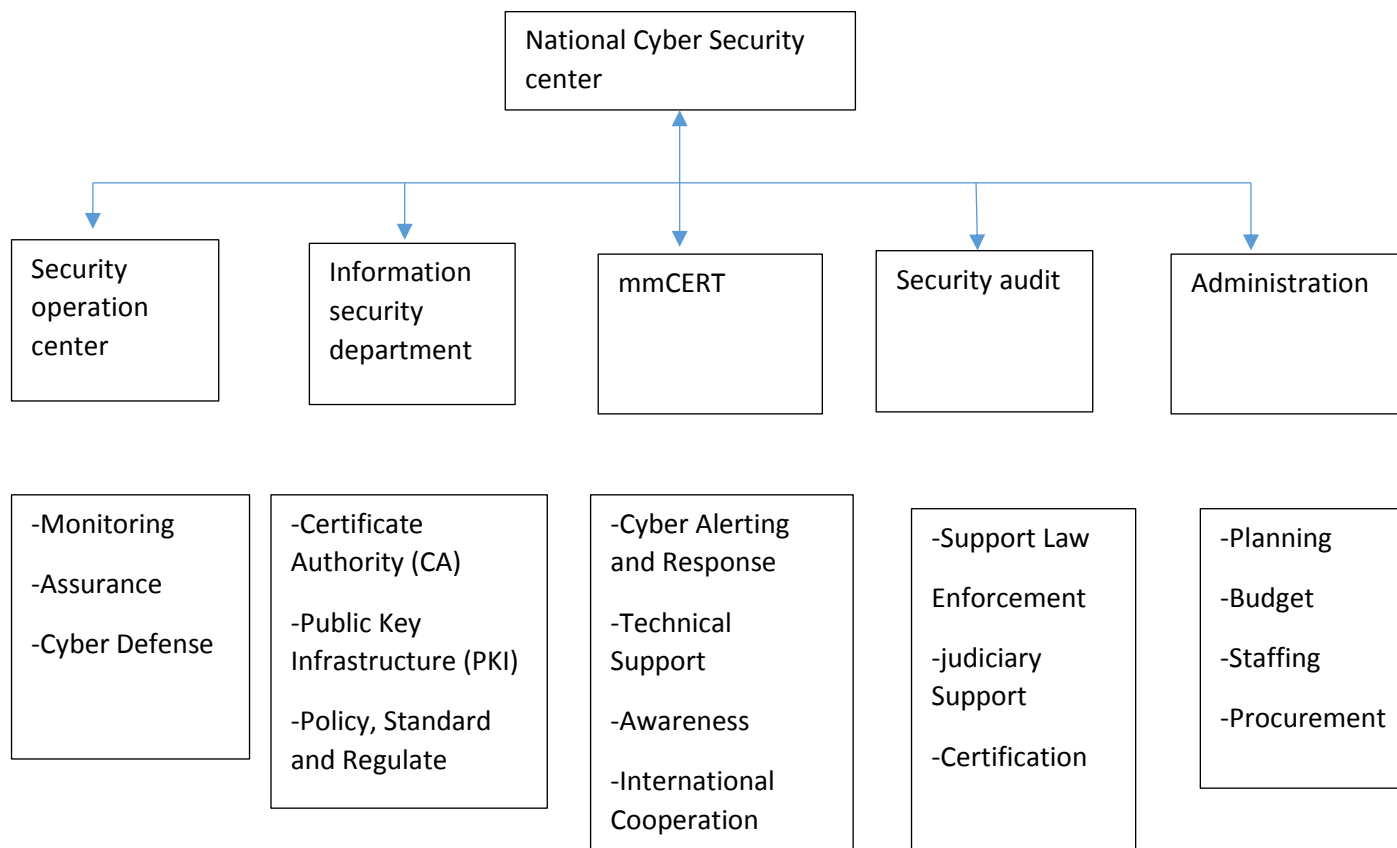 National Cyber Security
center
Security
operation
center
Information
security
department
mmCERT
Security audit
Administration
-Monitoring
-Assurance
-Cyber Defense
-Certificate
Authority (CA)
-Public Key
Infrastructure (PKI)
-Policy, Standard
and Regulate
-Cyber Alerting
and Response
-Technical
Support
-Awareness
-International
Cooperation
-Support Law
Enforcement
-judiciary
Support
-Certification
-Planning
-Budget
-Staffing
-Procurement